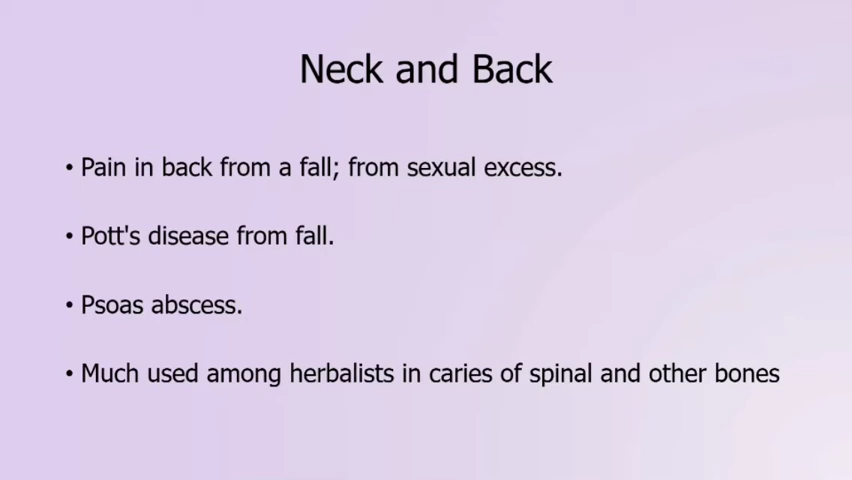 Neck and Back
• Pain in back from a fall; from sexual excess.
• Pott's disease from fall.
• Psoas abscess.
• Much used among herbalists in caries of spinal and other bones